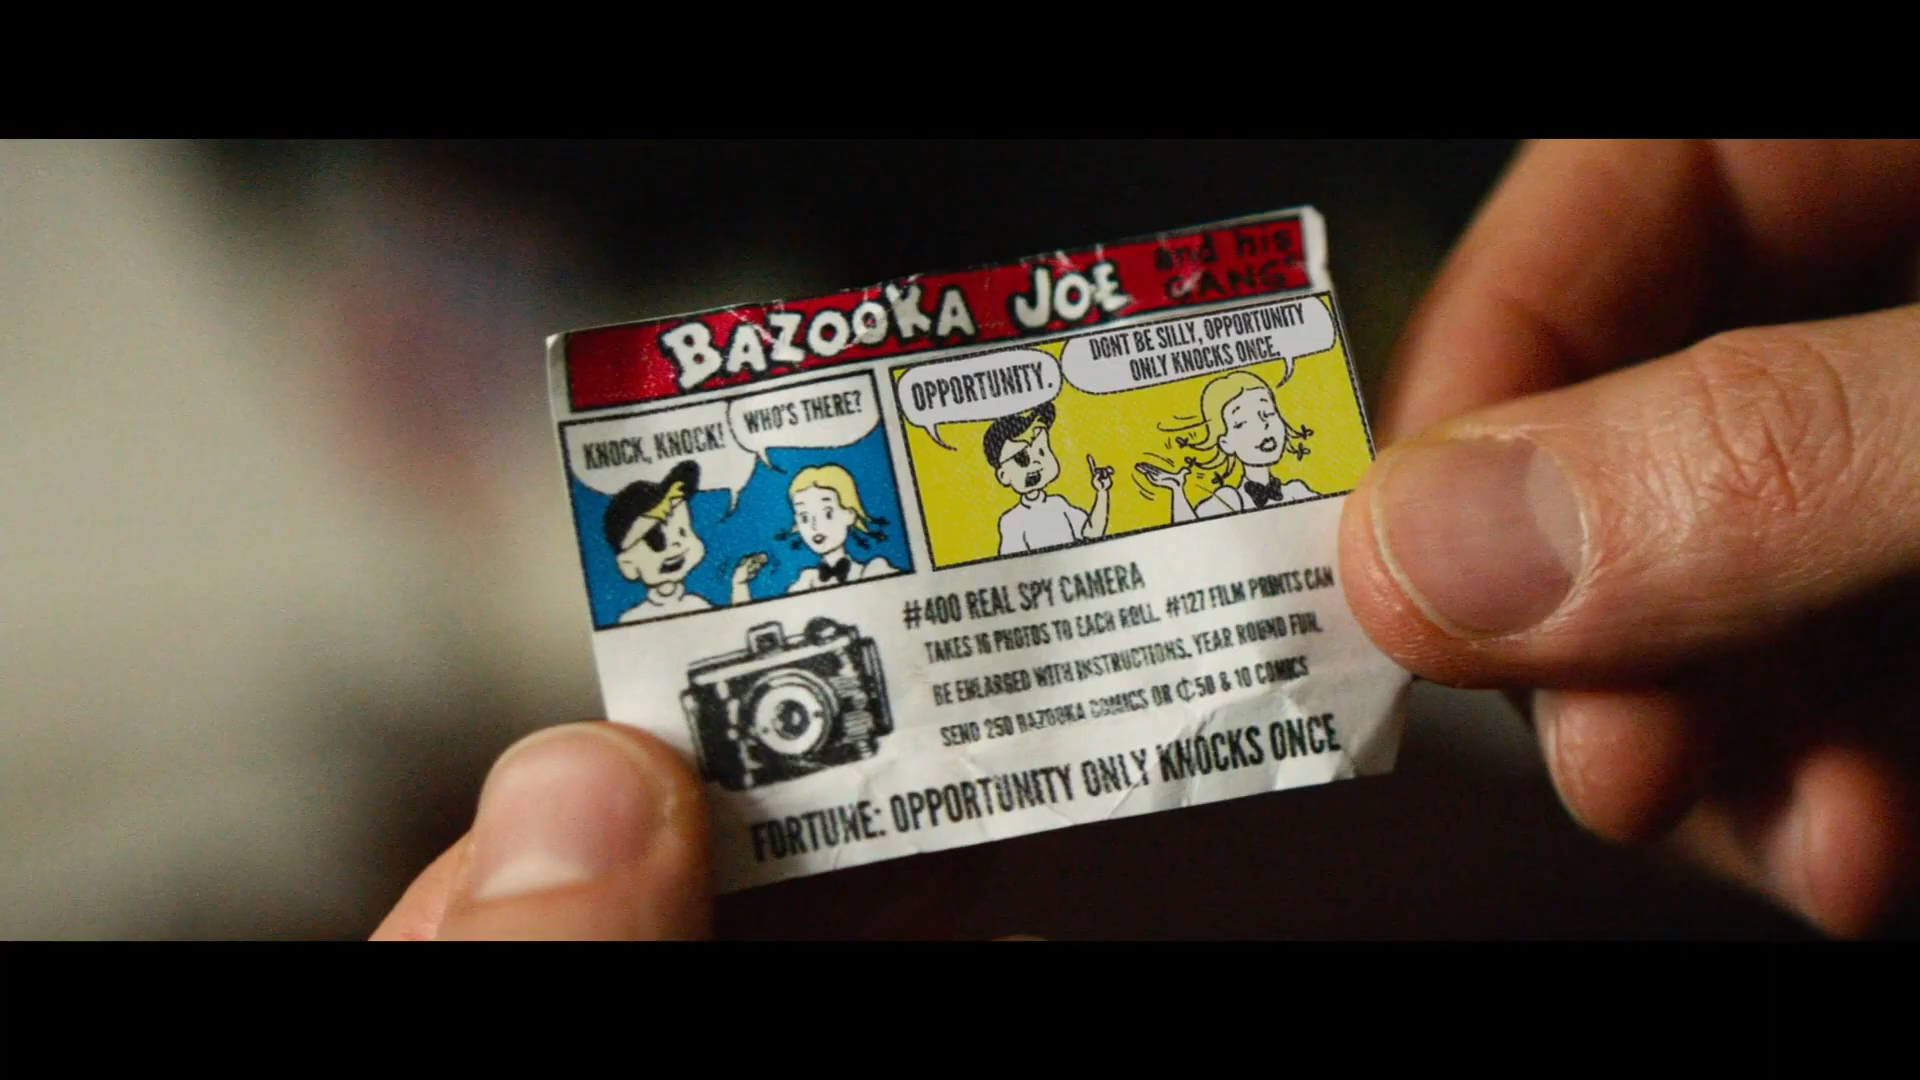 BAZOOKA JOE and his GANG
KNOCK, KNOCK!
WHO'S THERE?
OPPORTUNITY.
DONT BE SILLY, OPPORTUNITY
ONLY KNOCKS ONCE.
#400 REAL SPY CAMERA
TAKES 16 PHOTOS TO EACH ROLL. #127 FILM PRINTS CAN
BE ENLARGED WITH INSTRUCTIONS. YEAR ROUND FUN.
SEND 250 BAZOOKA COMICS OR ₵50 & 10 COMICS
FORTUNE: OPPORTUNITY ONLY KNOCKS ONCE